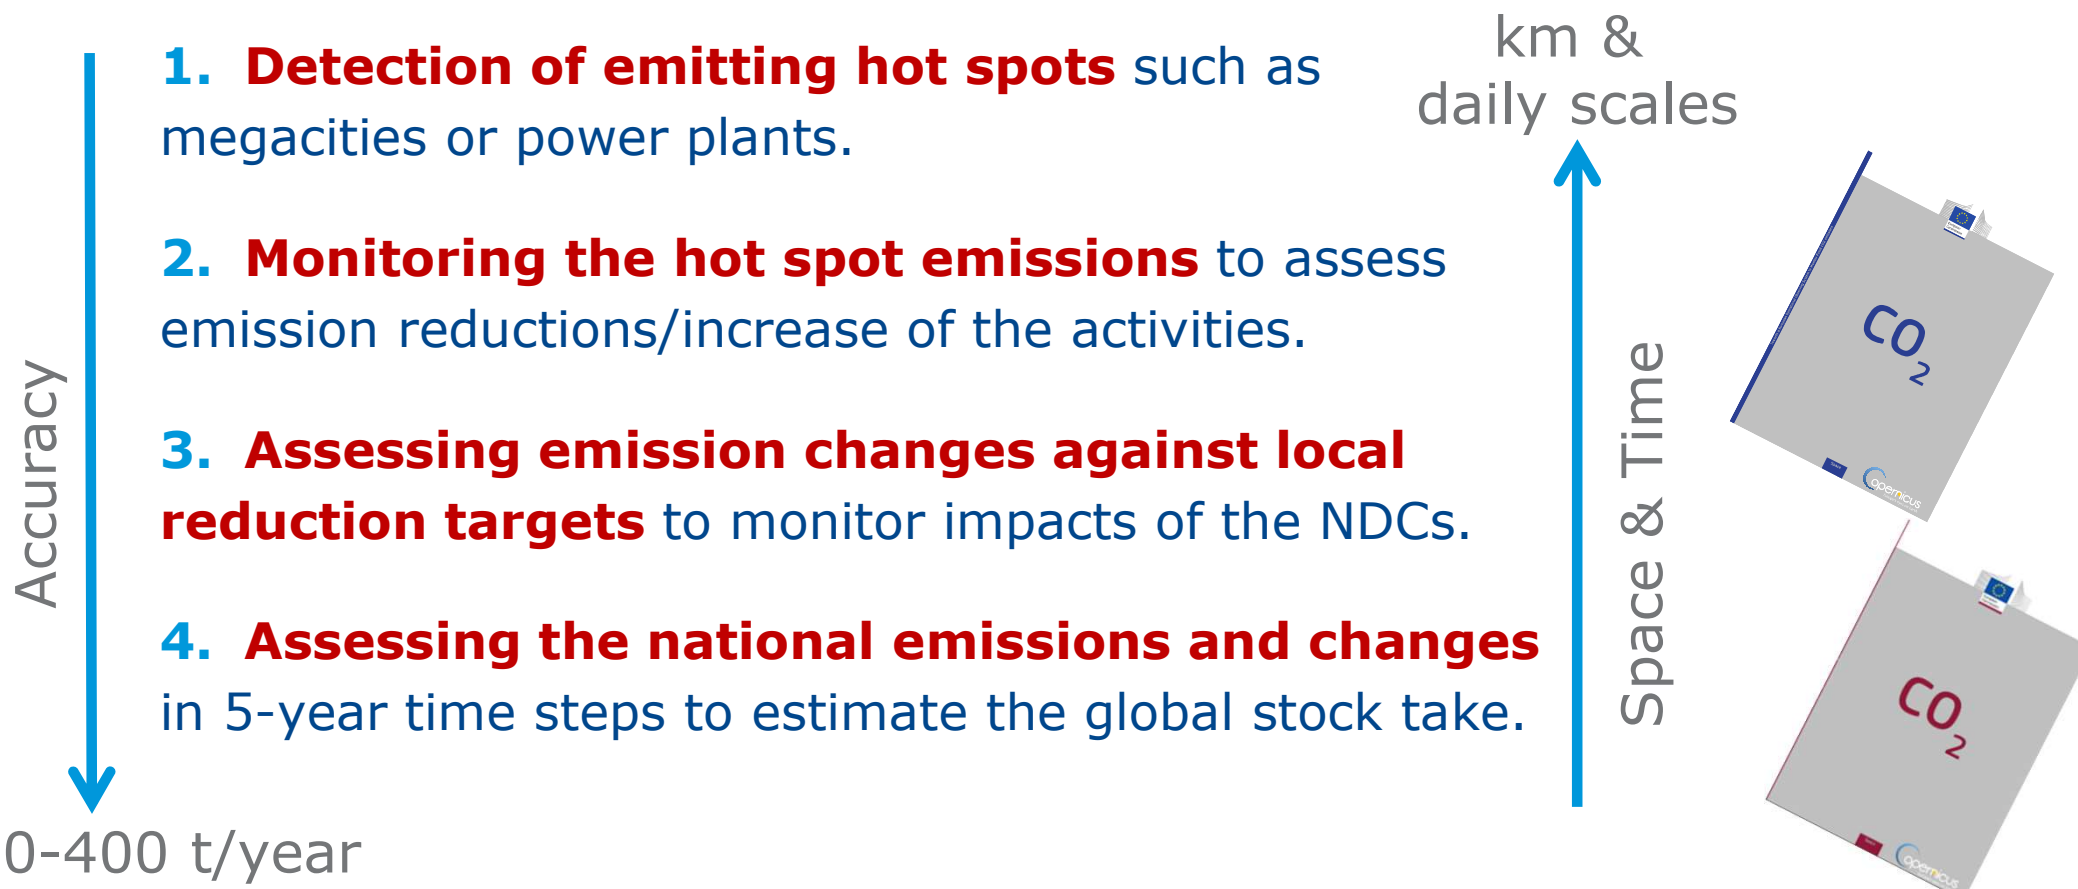 km &
daily scales
1. Detection of emitting hot spots such as
megacities or power plants.
2. Monitoring the hot spot emissions to assess
emission reductions/increase of the activities.
3. Assessing emission changes against local
reduction targets to monitor impacts of the NDCs.
4. Assessing the national emissions and changes
in 5-year time steps to estimate the global stock take.
Accuracy
0-400 t/year
Space & Time
CO2
opernicus
CO2
opernicus